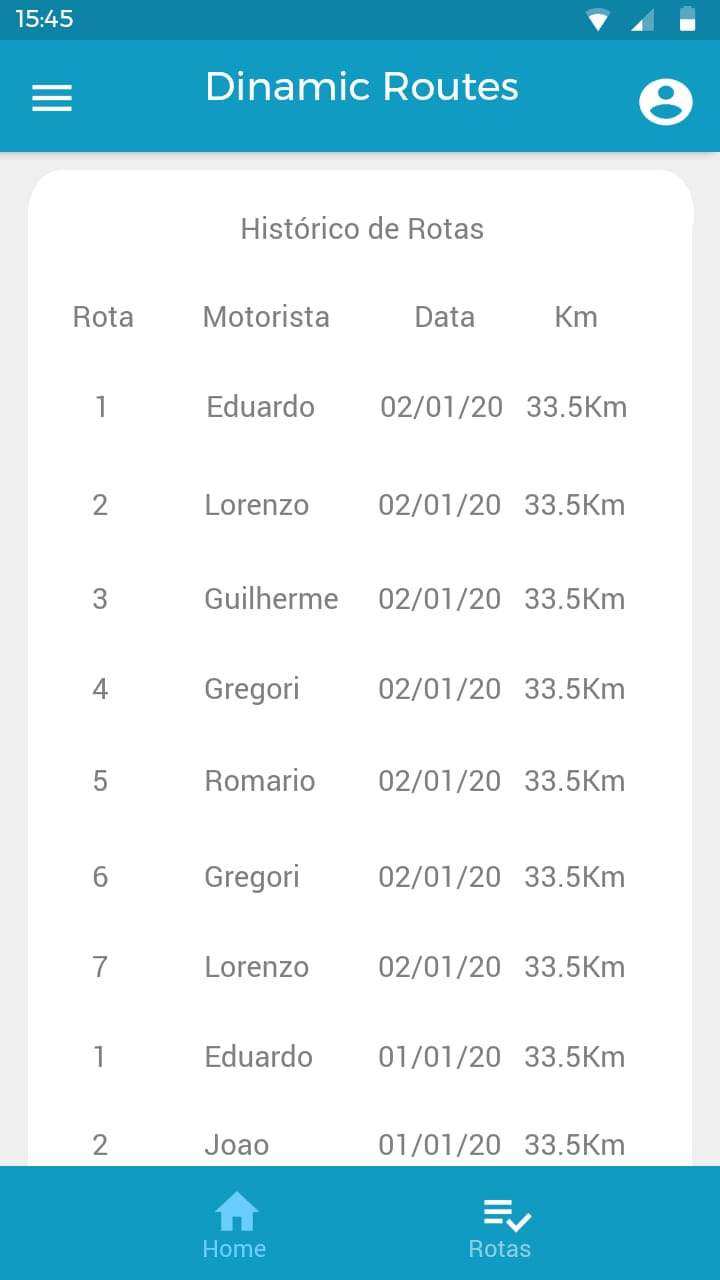 15:45
Dinamic Routes
Histórico de Rotas
Rota Motorista Data Km
1 Eduardo 02/01/20 33.5Km
2 Lorenzo 02/01/20 33.5Km
3 Guilherme 02/01/20 33.5Km
4 Gregori 02/01/20 33.5Km
5 Romario 02/01/20 33.5Km
6 Gregori 02/01/20 33.5Km
7 Lorenzo 02/01/20 33.5Km
1 Eduardo 01/01/20 33.5Km
2 Joao 01/01/20 33.5Km
Home Rotas